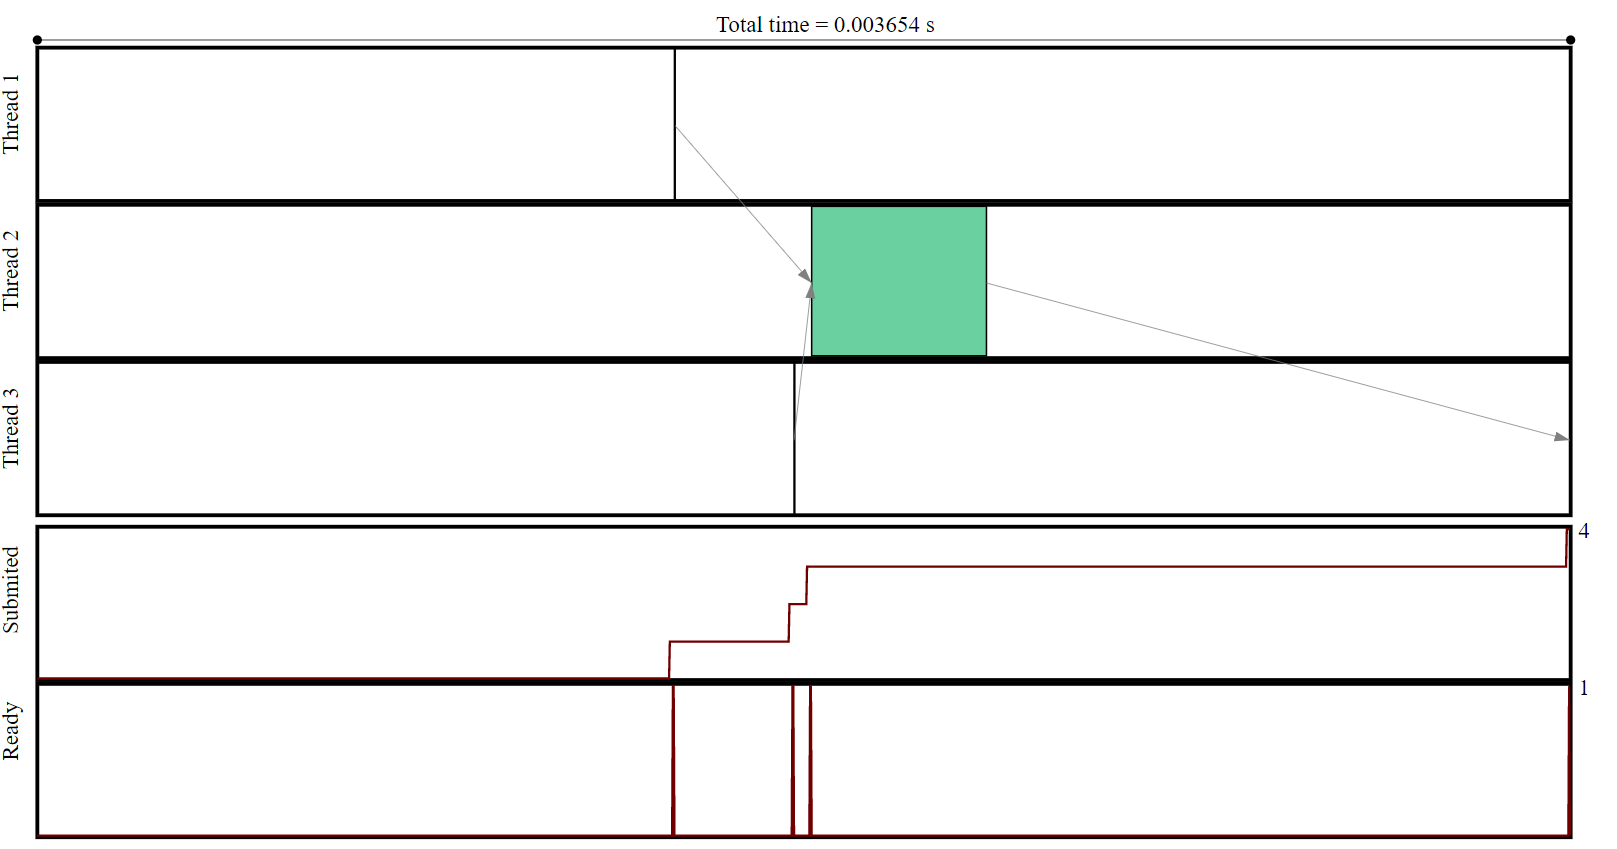 Total time = 0.003654 s
Thread 1
Thread 2
Thread 3
Submited
4
Ready
1